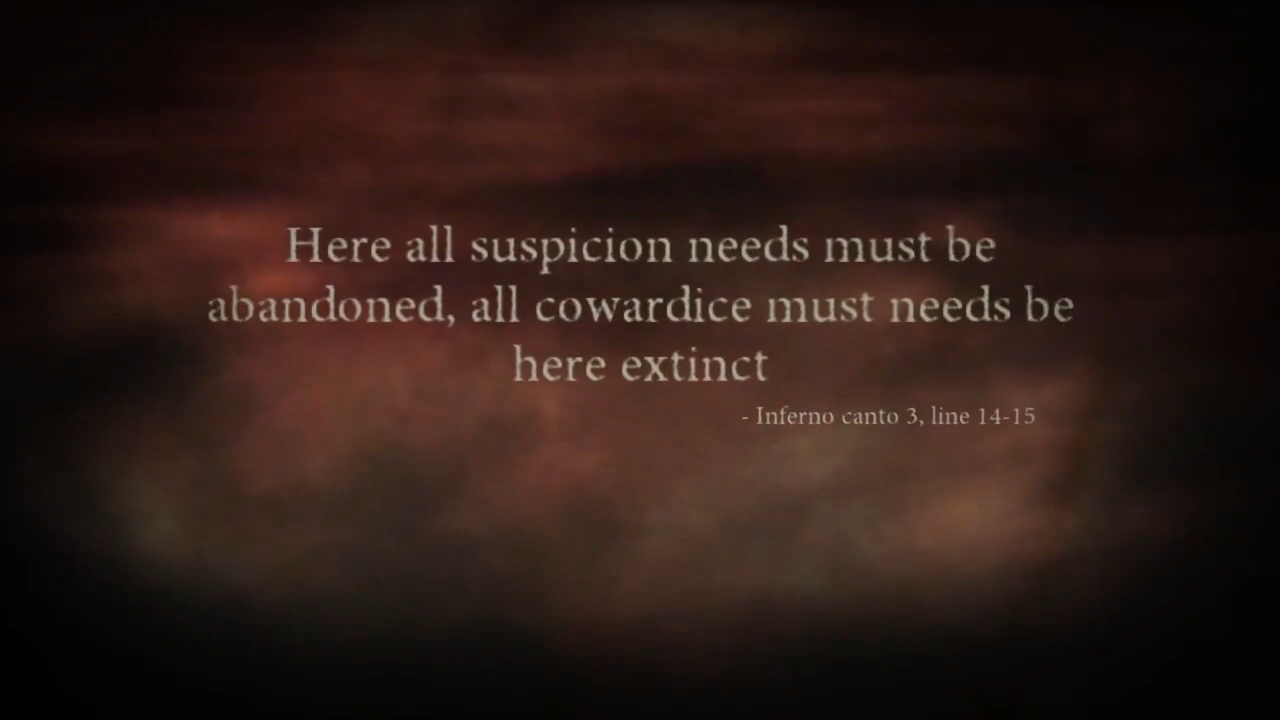 Here all suspicion needs must be
abandoned, all cowardice must needs be
here extinct
- Inferno canto 3, line 14-15